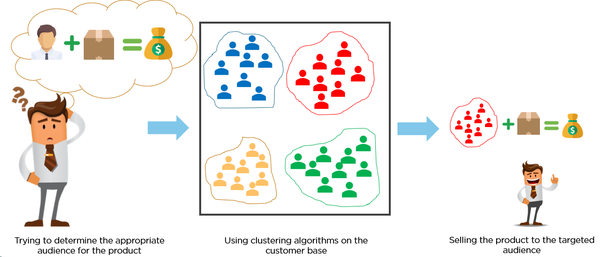 ??
$
Trying to determine the appropriate
audience for the product
Using clustering algorithms on the
customer base
$
Selling the product to the targeted
audience